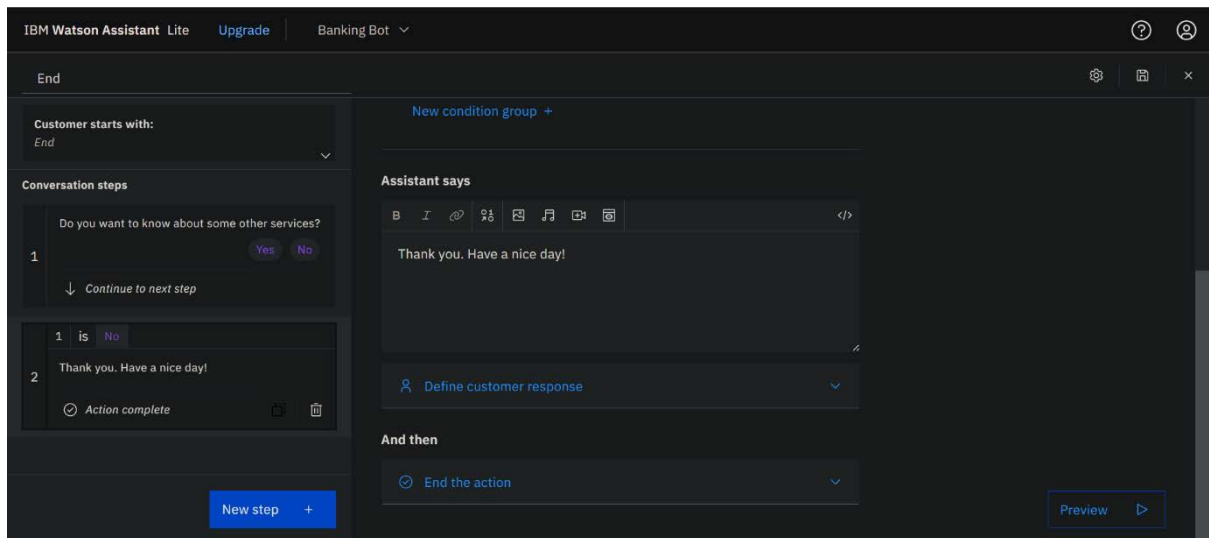 IBM Watson Assistant Lite Upgrade Banking Bot
End
Customer starts with:
End
Conversation steps
1
Do you want to know about some other services?
Yes No
Continue to next step
2
1 is No
Thank you. Have a nice day!
Action complete
New step +
New condition group +
Assistant says
B I </>
Thank you. Have a nice day!
Define customer response
And then
End the action
Preview